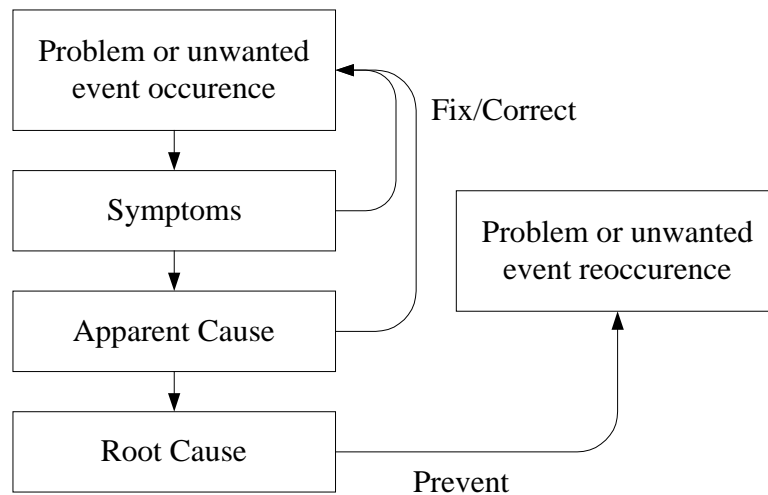 Problem or unwanted
event occurence
Fix/Correct
Symptoms
Problem or unwanted
event reoccurence
Apparent Cause
Root Cause
Prevent